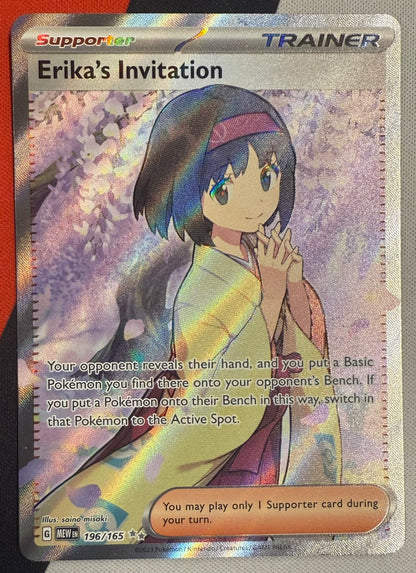 Supporter TRAINER
Erika's Invitation
Your opponent reveals their hand, and you put a Basic
Pokémon you find there onto your opponent's Bench. If
you put a Pokémon onto their Bench in this way, switch in
that Pokémon to the Active Spot.
You may play only 1 Supporter card during
your turn.
Illus. saino misaki
G MEW EN 196/165
©2023 Pokémon / Nintendo / Creatures / GAME FREAK